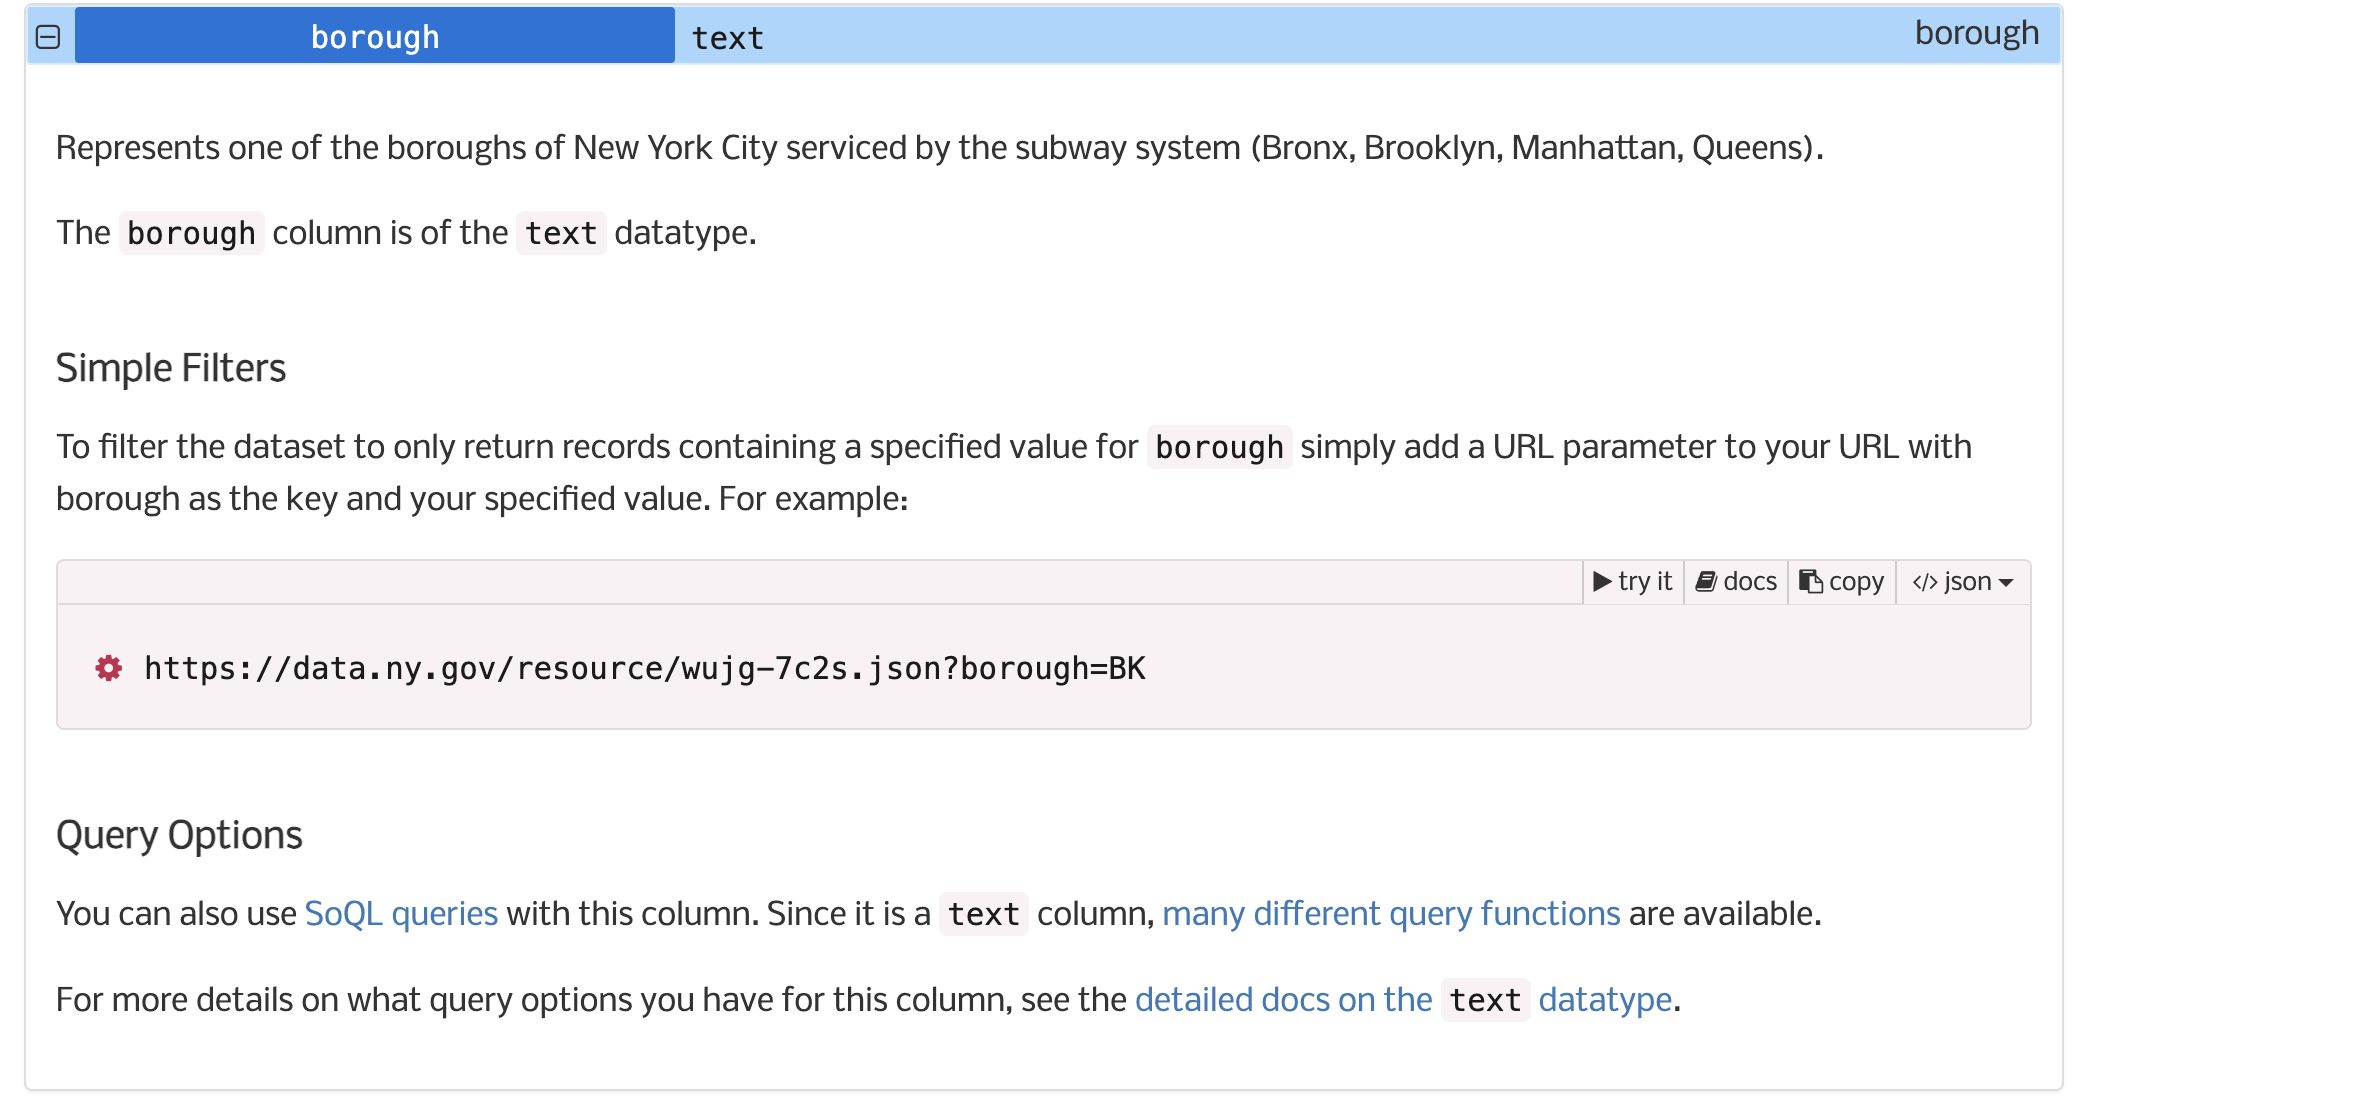 borough text borough
Represents one of the boroughs of New York City serviced by the subway system (Bronx, Brooklyn, Manhattan, Queens).
The borough column is of the text datatype.
Simple Filters
To filter the dataset to only return records containing a specified value for borough simply add a URL parameter to your URL with
borough as the key and your specified value. For example:
try it docs copy </> json
https://data.ny.gov/resource/wujg-7c2s.json?borough=BK
Query Options
You can also use SoQL queries with this column. Since it is a text column, many different query functions are available.
For more details on what query options you have for this column, see the detailed docs on the text datatype.